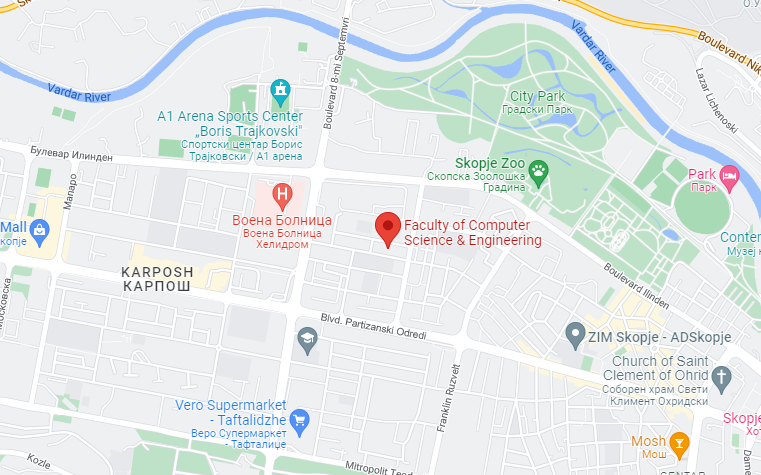 О.У
Sk
Vardar River
Boulevard 8-mi Septemvri
Vardar River
Boulevard Nik
Lazar Lichenoski
City Park
Градски Парк
A1 Arena Sports Center
„Boris Trajkovski"
Спортски центар Борис
Трајковски / А1 арена
Булевар Илинден
Мапаро
Skopje Zoo
Скопска Зоолошка
Градина
Park
Парк
H
Воена Болница
Воена Болница
Хелидром
Mall
копје
Faculty of Computer
Science & Engineering
Conten
Музеј н
KARPOSH
КАРПОШ
Московска
Boulevard Ilinden
Blvd. Partizanski Odredi
ZIM Skopje - ADSkopje
Church of Saint
Clement of Ohrid
Соборен храм Свети
Климент Охридски
Franklin Ruzvelt
Vero Supermarket
- Taftalidzhe
Веро Супермаркет
- Тафталиџе
Skopje
Хот
Mosh
Мош
Kozle
Mitropolit Teod
CENTAR
Dame